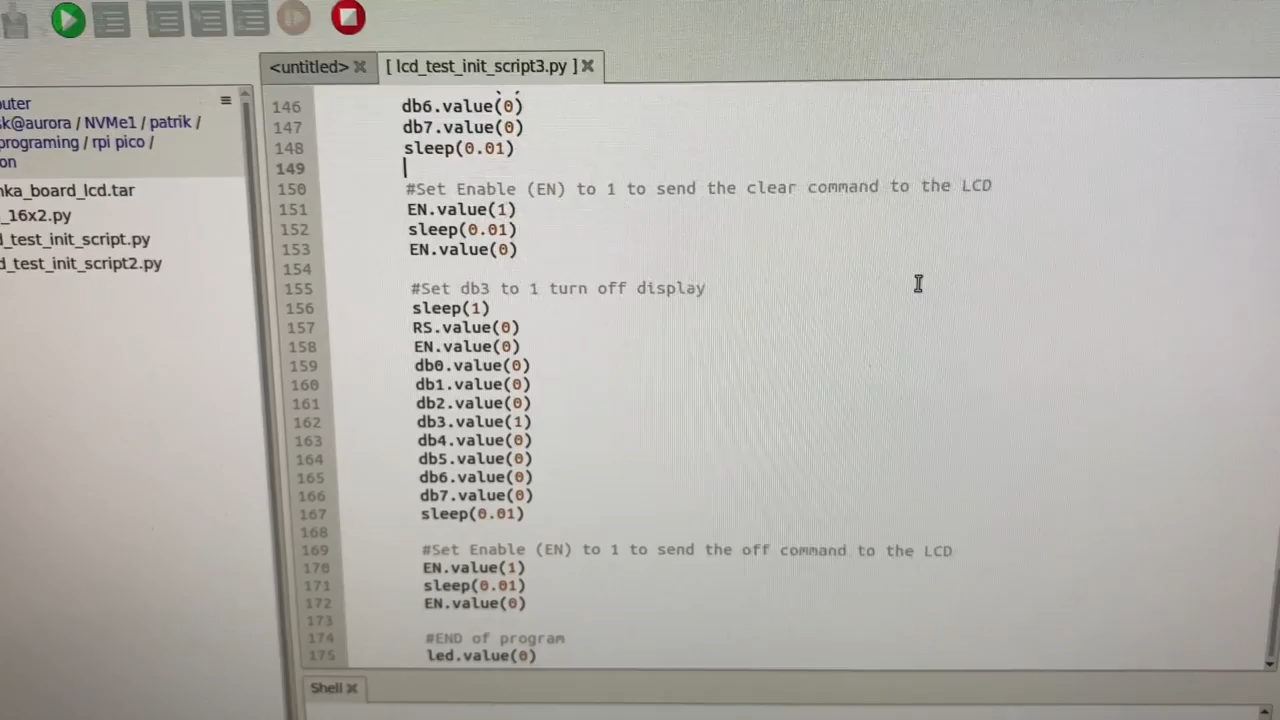 <untitled>
[ lcd_test_init_script3.py ]
uter
k@aurora / NVMe1 / patrik /
programing / rpi pico /
on
nka_board_lcd.tar
_16x2.py
d_test_init_script.py
d_test_init_script2.py
146 db6.value(0)
147 db7.value(0)
148 sleep(0.01)
149
150 #Set Enable (EN) to 1 to send the clear command to the LCD
151 EN.value(1)
152 sleep(0.01)
153 EN.value(0)
154
155 #Set db3 to 1 turn off display
156 sleep(1)
157 RS.value(0)
158 EN.value(0)
159 db0.value(0)
160 db1.value(0)
161 db2.value(0)
162 db3.value(1)
163 db4.value(0)
164 db5.value(0)
165 db6.value(0)
166 db7.value(0)
167 sleep(0.01)
168
169 #Set Enable (EN) to 1 to send the off command to the LCD
170 EN.value(1)
171 sleep(0.01)
172 EN.value(0)
173
174 #END of program
175 led.value(0)
Shell